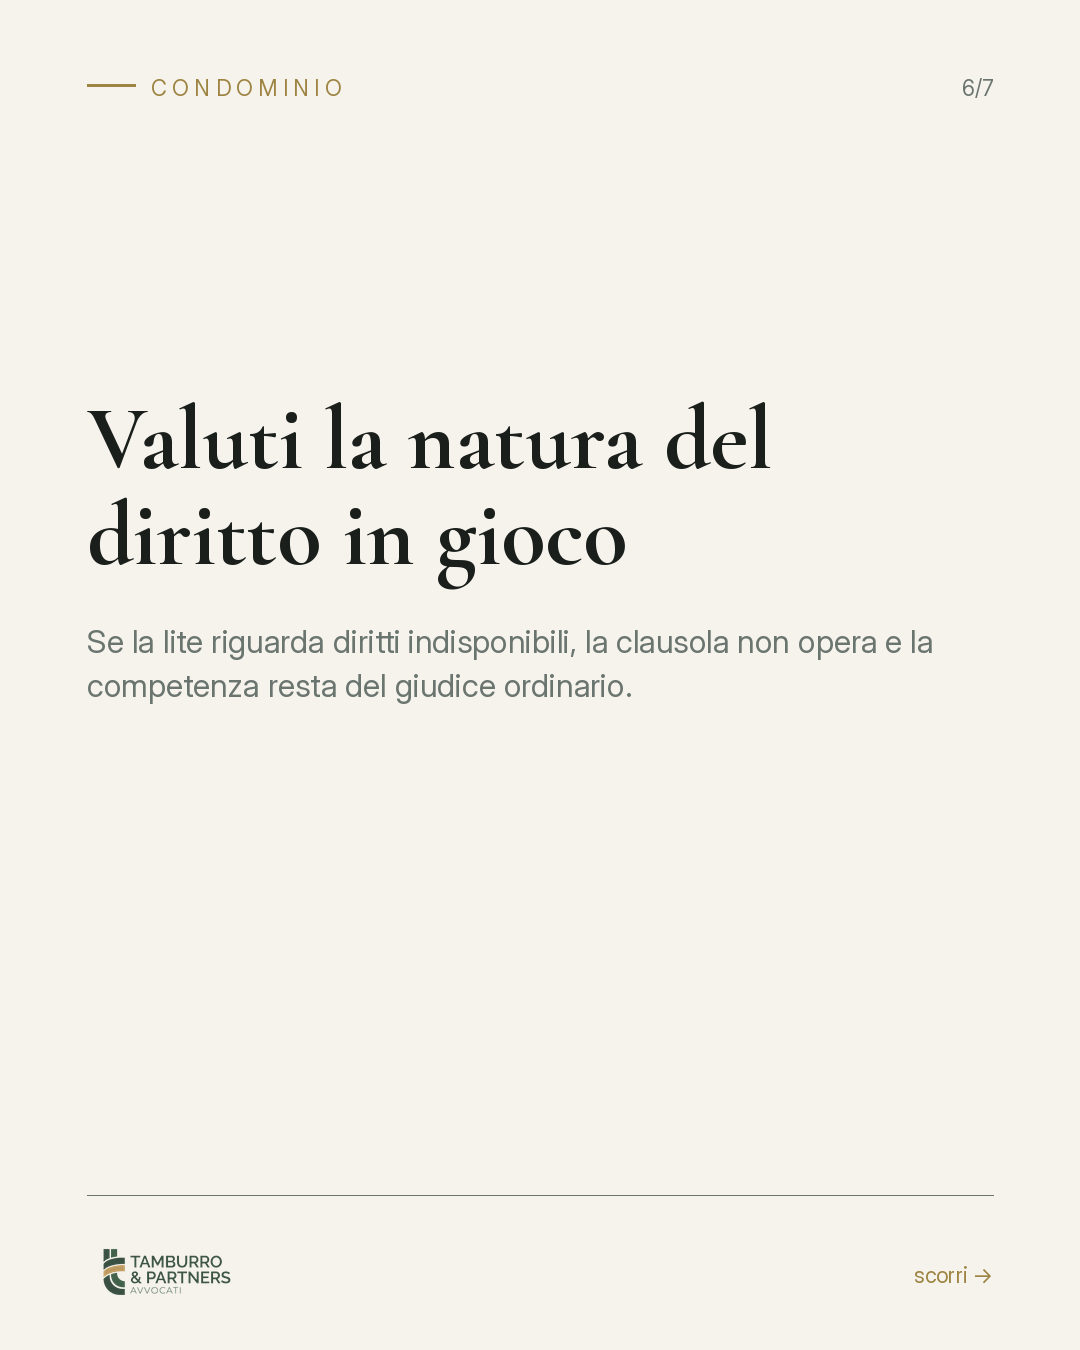 CONDOMINIO
6/7
Valuti la natura del
diritto in gioco
Se la lite riguarda diritti indisponibili, la clausola non opera e la
competenza resta del giudice ordinario.
TAMBURRO
& PARTNERS
AVVOCATI
scorri →